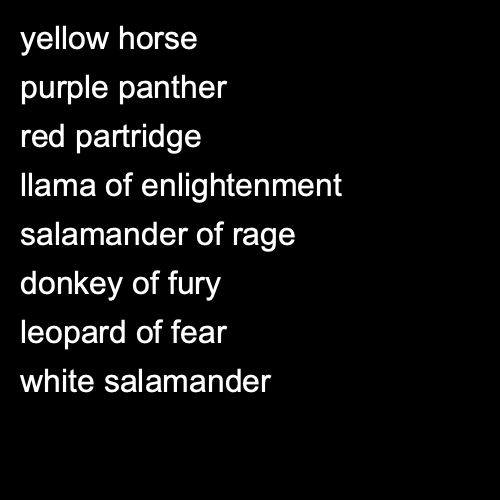 yellow horse
purple panther
red partridge
llama of enlightenment
salamander of rage
donkey of fury
leopard of fear
white salamander